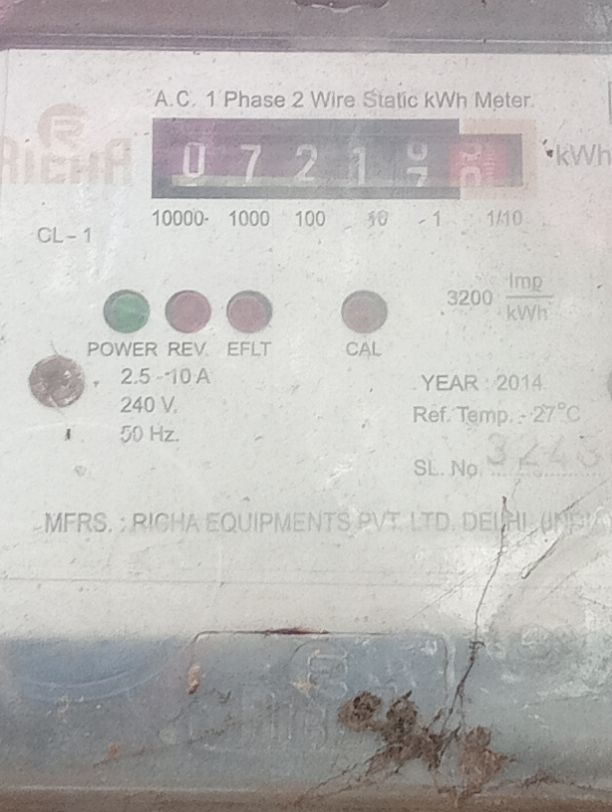 A.C. 1 Phase 2 Wire Static kWh Meter.
RICHA
0 7 2 1
kWh
10000- 1000 100 10 - 1 1/10
CL-1
3200 Imp/kWh
POWER REV. EFLT CAL
2.5 -10 A
240 V.
50 Hz.
YEAR : 2014
Ref. Temp. - 27°C
SL. No
MFRS. : RICHA EQUIPMENTS PVT. LTD. DELHI. (INDIA